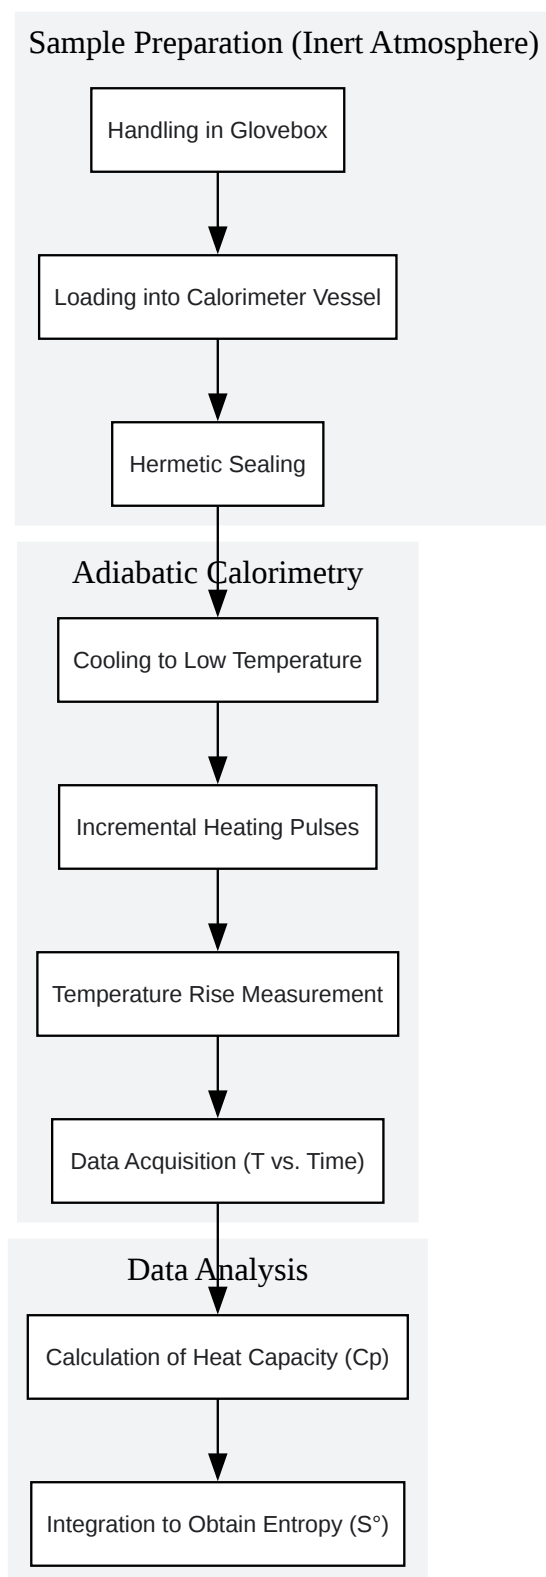 Sample Preparation (Inert Atmosphere)
Handling in Glovebox
Loading into Calorimeter Vessel
Hermetic Sealing
Adiabatic Calorimetry
Cooling to Low Temperature
Incremental Heating Pulses
Temperature Rise Measurement
Data Acquisition (T vs. Time)
Data Analysis
Calculation of Heat Capacity (Cp)
Integration to Obtain Entropy (S°)